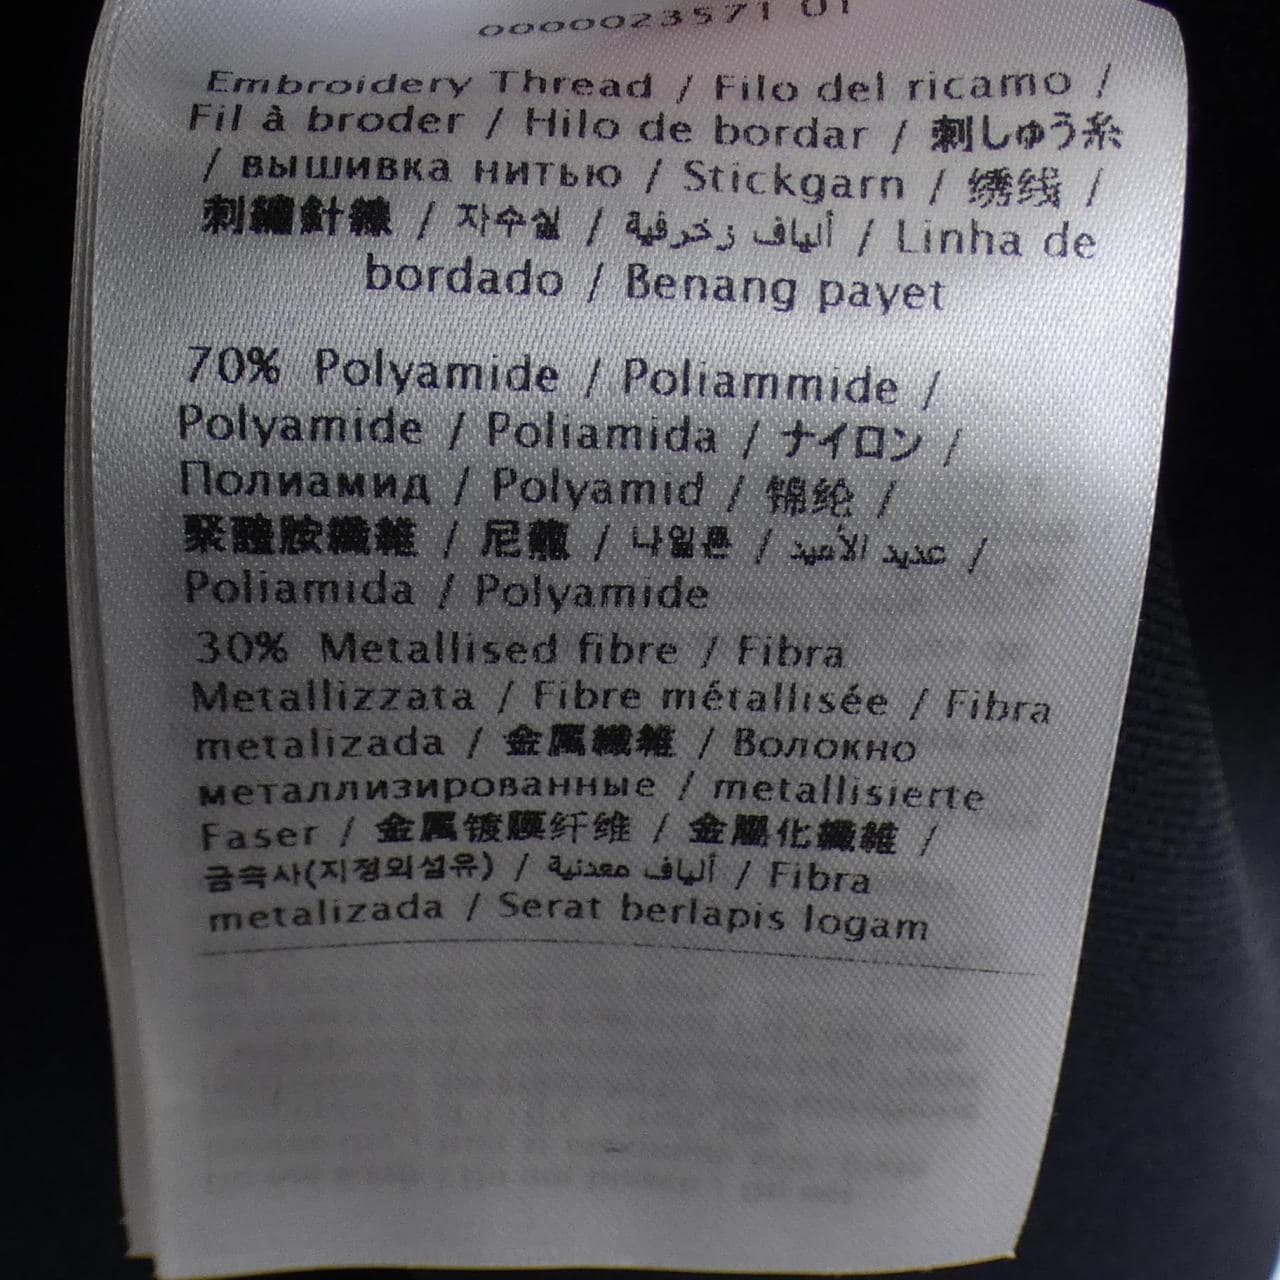 0000023571 01
Embroidery Thread / Filo del ricamo /
Fil à broder / Hilo de bordar / 刺しゅう糸
/ вышивка нитью / Stickgarn / 绣线 /
刺繡針線 / 자수실 / ألياف زخرفية / Linha de
bordado / Benang payet
70% Polyamide / Poliammide /
Polyamide / Poliamida / ナイロン /
Полиамид / Polyamid / 锦纶 /
聚醯胺纖維 / 尼龍 / 나일론 / عديد الأميد /
Poliamida / Polyamide
30% Metallised fibre / Fibra
Metallizzata / Fibre métallisée / Fibra
metalizada / 金属繊維 / Волокно
металлизированные / metallisierte
Faser / 金属镀膜纤维 / 金屬化纖維 /
금속사(지정외섬유) / ألياف معدنية / Fibra
metalizada / Serat berlapis logam